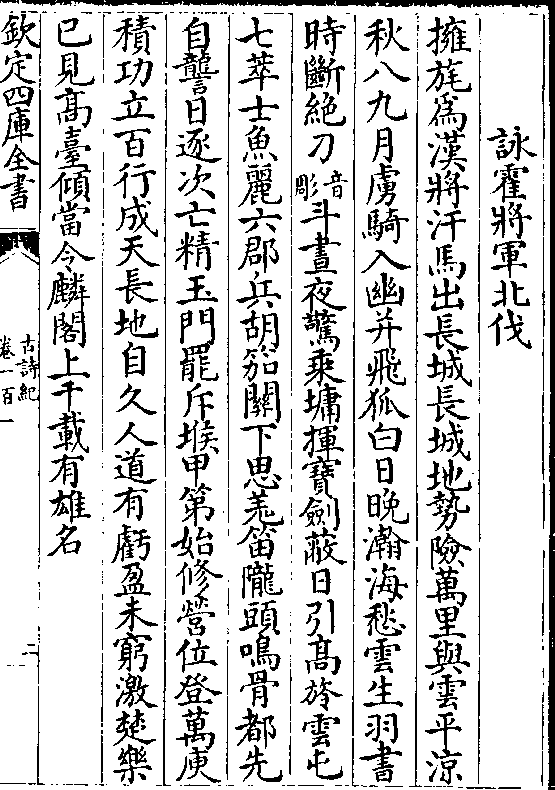 詠霍將軍北伐
擁旄爲漢將汗馬出長城長城地勢險萬里與雲平涼
秋八九月虜騎入幽并飛狐白日晚瀚海愁雲生羽書
時斷絕刀音彫斗晝夜驚乘墉揮寶劍蔽日引高旍雲屯
七萃士魚麗六郡兵胡笳關下思羌笛隴頭鳴骨都先
自讋日逐次亡精玉門罷斥堠甲第始修營位登萬庾
積功立百行成天長地自久人道有虧盈未窮激楚樂
已見高臺傾當令麟閣上千載有雄名
欽定四庫全書
古詩紀
卷一百一
二